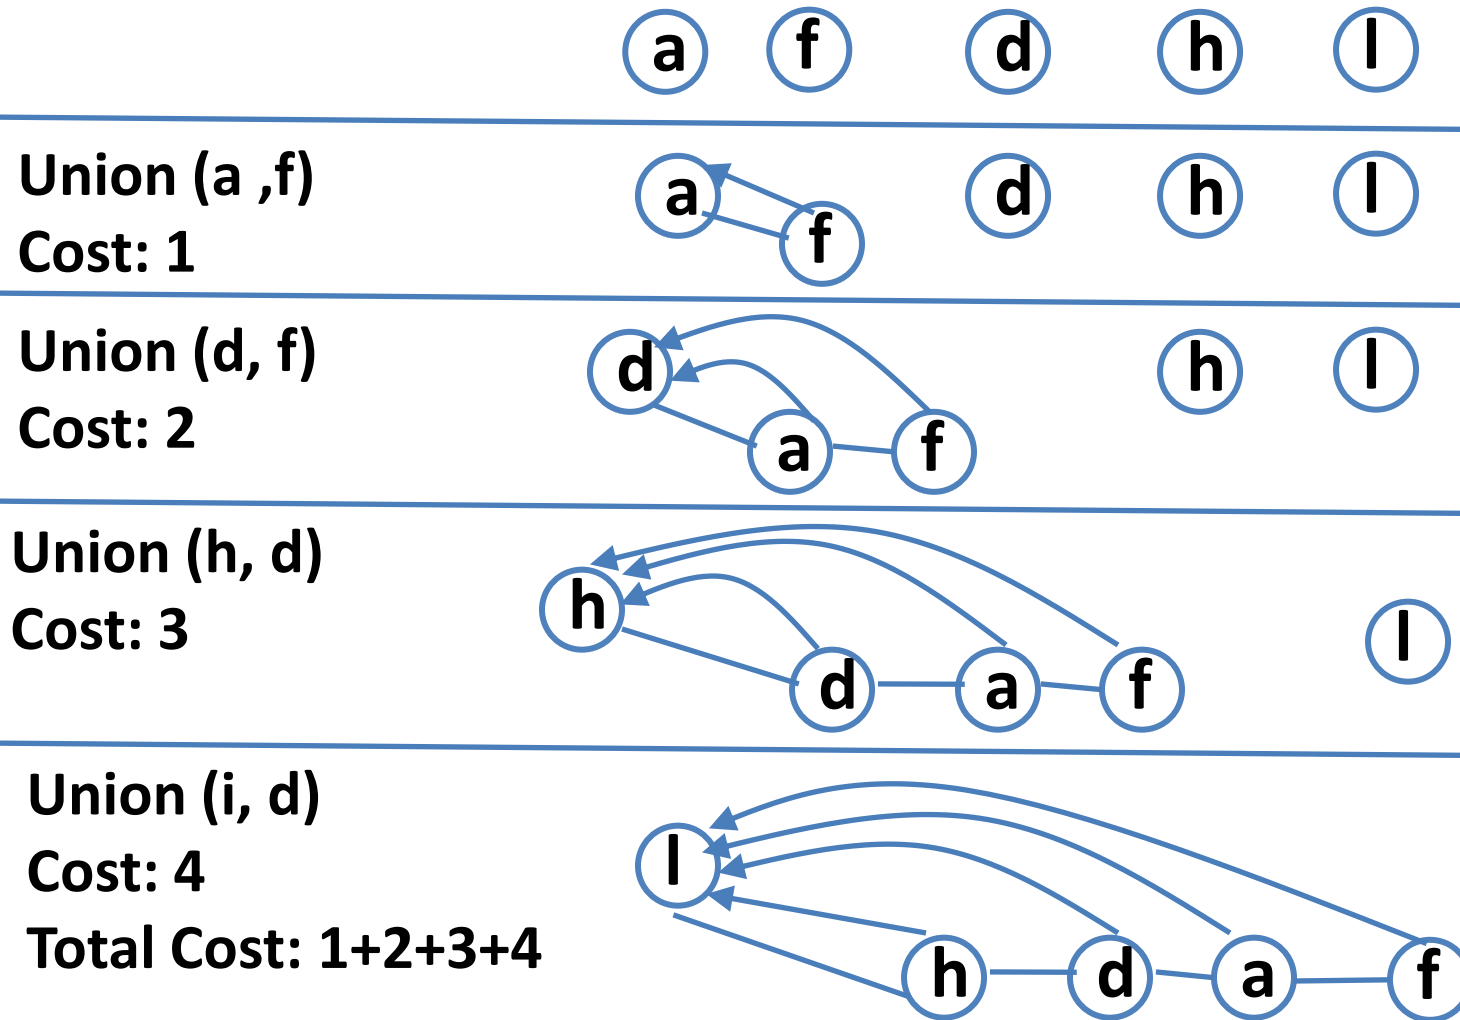 a f d h l
Union (a ,f)
Cost: 1
a f d h l
Union (d, f)
Cost: 2
d a f h l
Union (h, d)
Cost: 3
h d a f l
Union (i, d)
Cost: 4
Total Cost: 1+2+3+4
l
h d a f